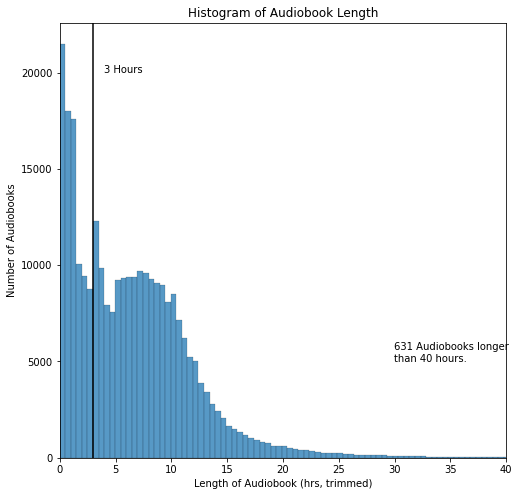 Histogram of Audiobook Length
20000
3 Hours
15000
Number of Audiobooks
10000
631 Audiobooks longer
than 40 hours.
5000
0
0 5 10 15 20 25 30 35 40
Length of Audiobook (hrs, trimmed)